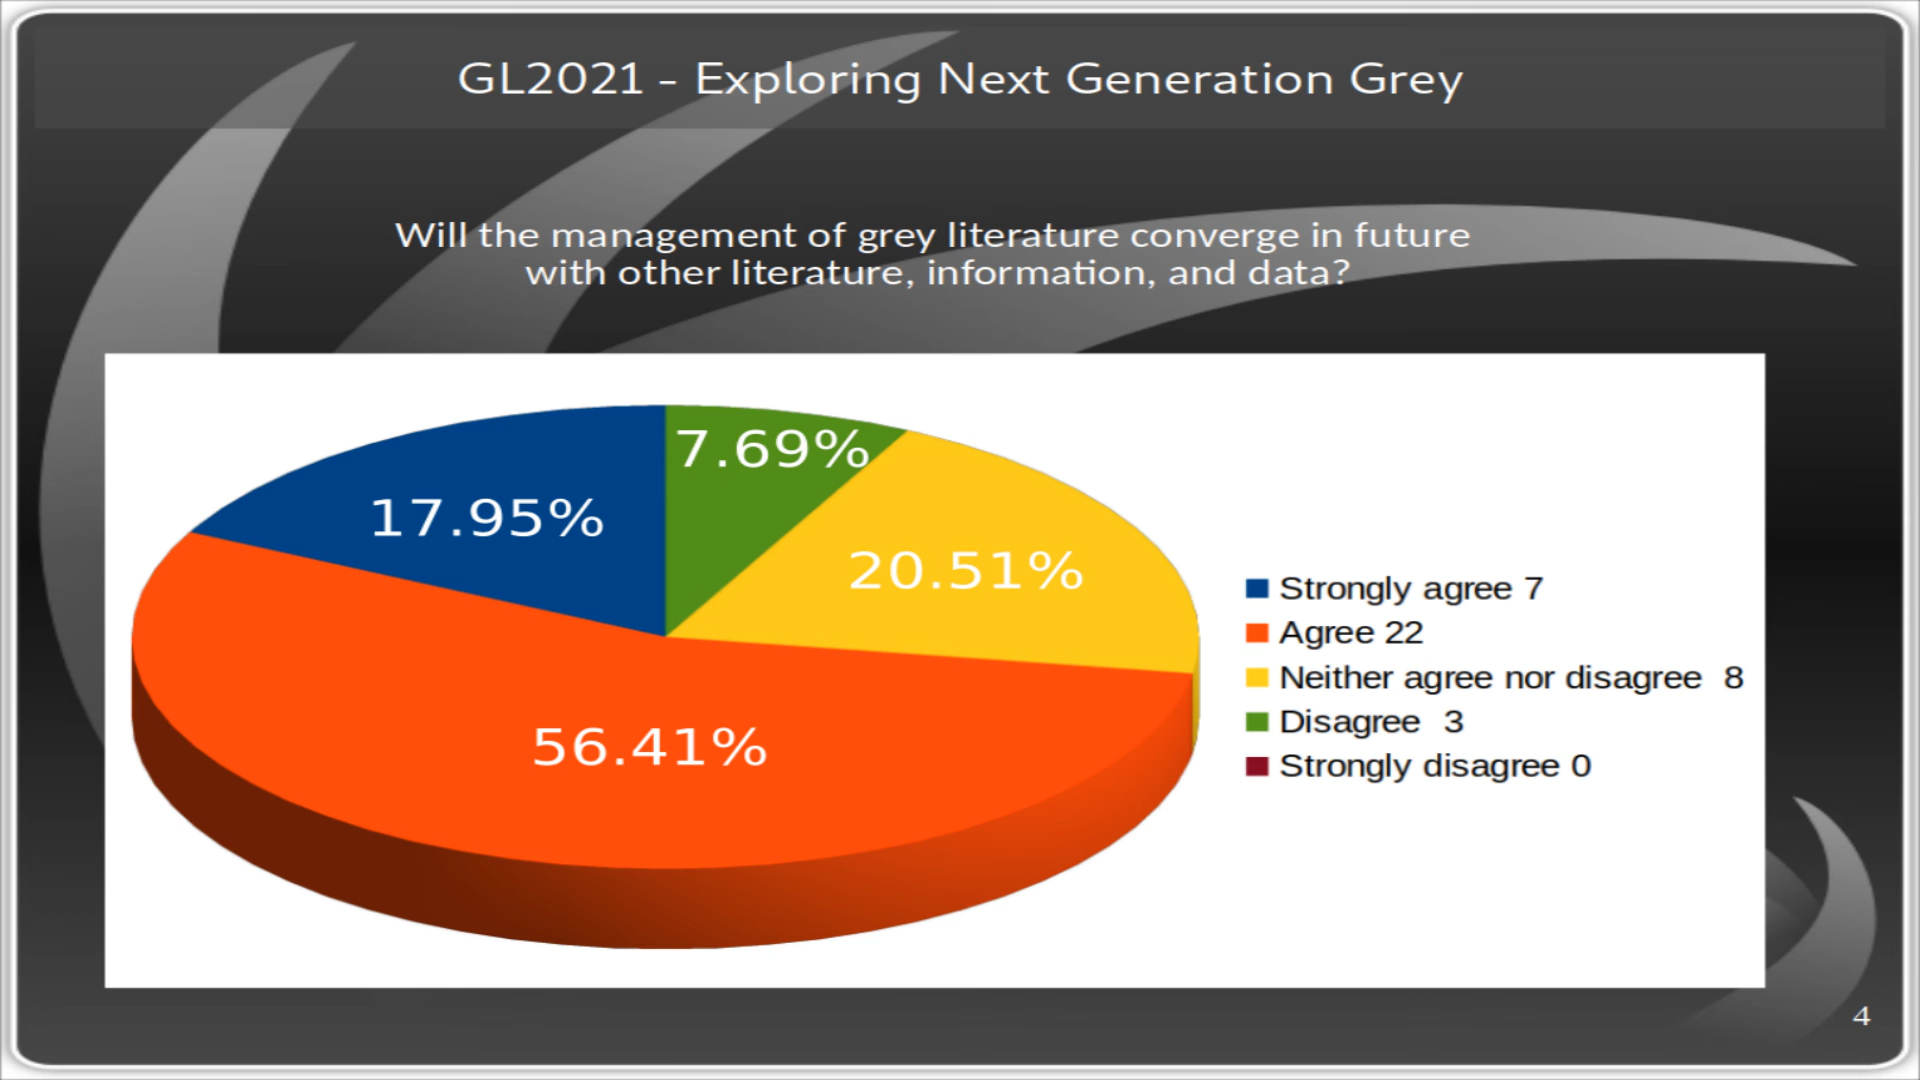 GL2021 - Exploring Next Generation Grey
Will the management of grey literature converge in future
with other literature, information, and data?
7.69%
17.95%
20.51%
56.41%
Strongly agree 7
Agree 22
Neither agree nor disagree 8
Disagree 3
Strongly disagree 0
4